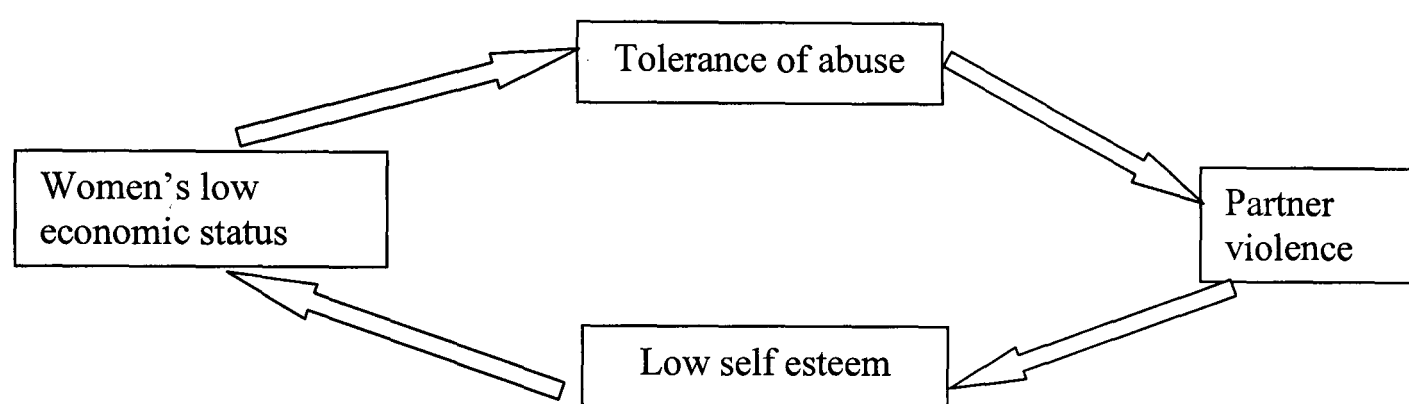 Tolerance of abuse
Women’s low
economic status
Partner
violence
Low self esteem